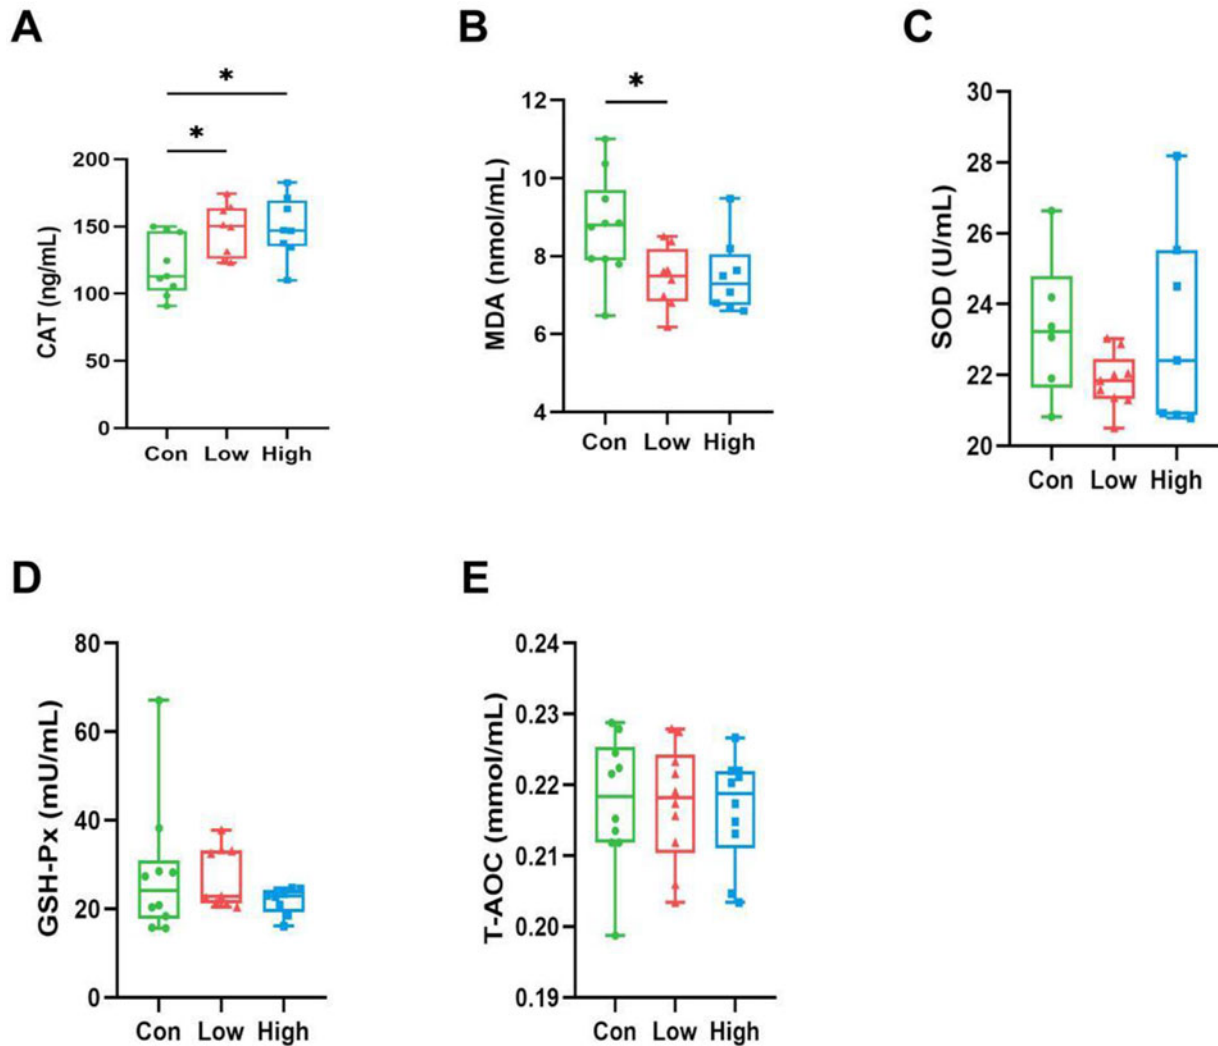 A
B
C
*
*
CAT (ng/mL)
200
150
100
50
0
Con Low High
*
MDA (nmol/mL)
12
10
8
6
4
Con Low High
SOD (U/mL)
30
28
26
24
22
20
Con Low High
D
E
GSH-Px (mU/mL)
80
60
40
20
0
Con Low High
T-AOC (mmol/mL)
0.24
0.23
0.22
0.21
0.20
0.19
Con Low High